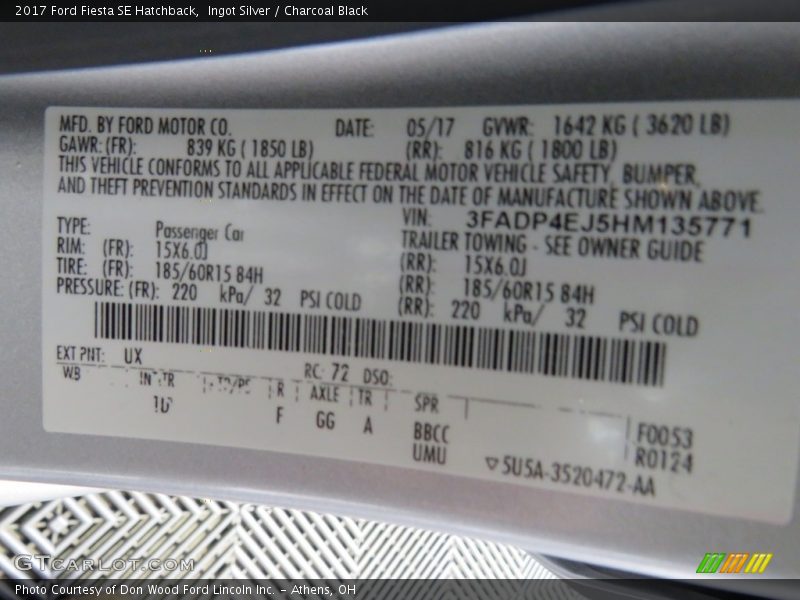 2017 Ford Fiesta SE Hatchback,  Ingot Silver / Charcoal Black
MFD. BY FORD MOTOR CO. DATE: 05/17 GVWR: 1642 KG ( 3620 LB)
GAWR: (FR): 839 KG ( 1850 LB) (RR): 816 KG ( 1800 LB)
THIS VEHICLE CONFORMS TO ALL APPLICABLE FEDERAL MOTOR VEHICLE SAFETY, BUMPER,
AND THEFT PREVENTION STANDARDS IN EFFECT ON THE DATE OF MANUFACTURE SHOWN ABOVE.
VIN: 3FADP4EJ5HM135771
TYPE: Passenger Car TRAILER TOWING - SEE OWNER GUIDE
RIM: (FR): 15X6.0J (RR): 15X6.0J
TIRE: (FR): 185/60R15 84H (RR): 185/60R15 84H
PRESSURE: (FR): 220 kPa/ 32 PSI COLD (RR): 220 kPa/ 32 PSI COLD
EXT PNT: UX RC: 72 DSO:
WB INT TR R AXLE TR SPR
F GG A BBCC F0053
UMU R0124
▽5U5A-3520472-AA
GTCarLot.com
Photo Courtesy of Don Wood Ford Lincoln Inc. – Athens, OH